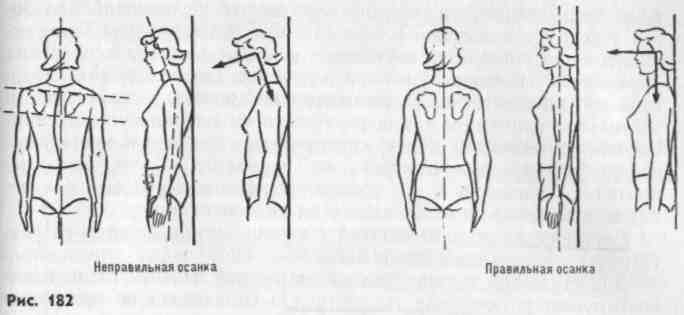 Неправильная осанка
Правильная осанка
Рис. 182